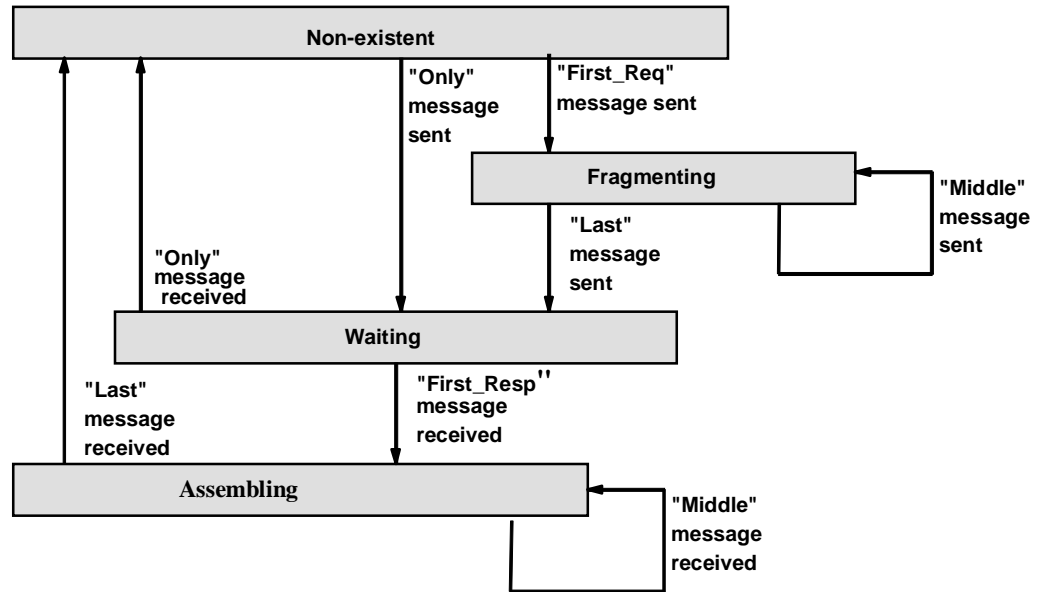 Non-existent
"Only"
message
sent
"First_Req"
message sent
Fragmenting
"Middle"
message
sent
"Last"
message
sent
"Only"
message
received
Waiting
"Last"
message
received
"First_Resp"
message
received
Assembling
"Middle"
message
received